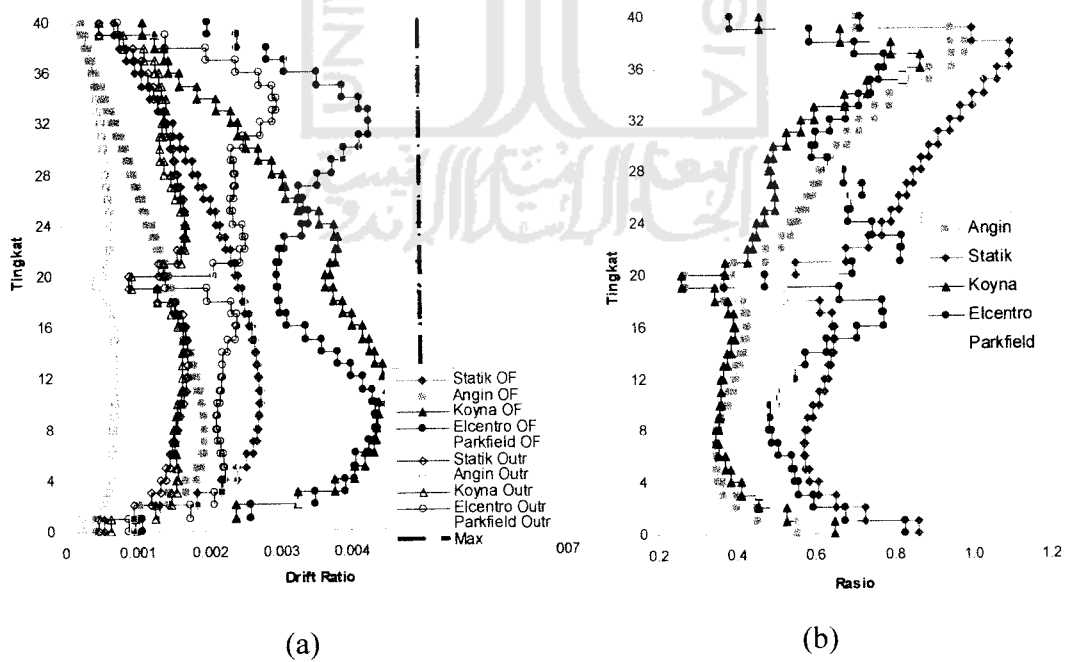 Tingkat
40
36
32
28
24
20
16
12
8
4
0
0
0.001
0.002
0.003
0.004
007
Drift Ratio
Statik OF
Angin OF
Koyna OF
Elcentro OF
Parkfield OF
Statik Outr
Angin Outr
Koyna Outr
Elcentro Outr
Parkfield Outr
Max
(a)
Tingkat
40
36
32
28
24
20
16
12
8
4
0
0.2
0.4
0.6
0.8
1.0
1.2
Rasio
Angin
Statik
Koyna
Elcentro
Parkfield
(b)